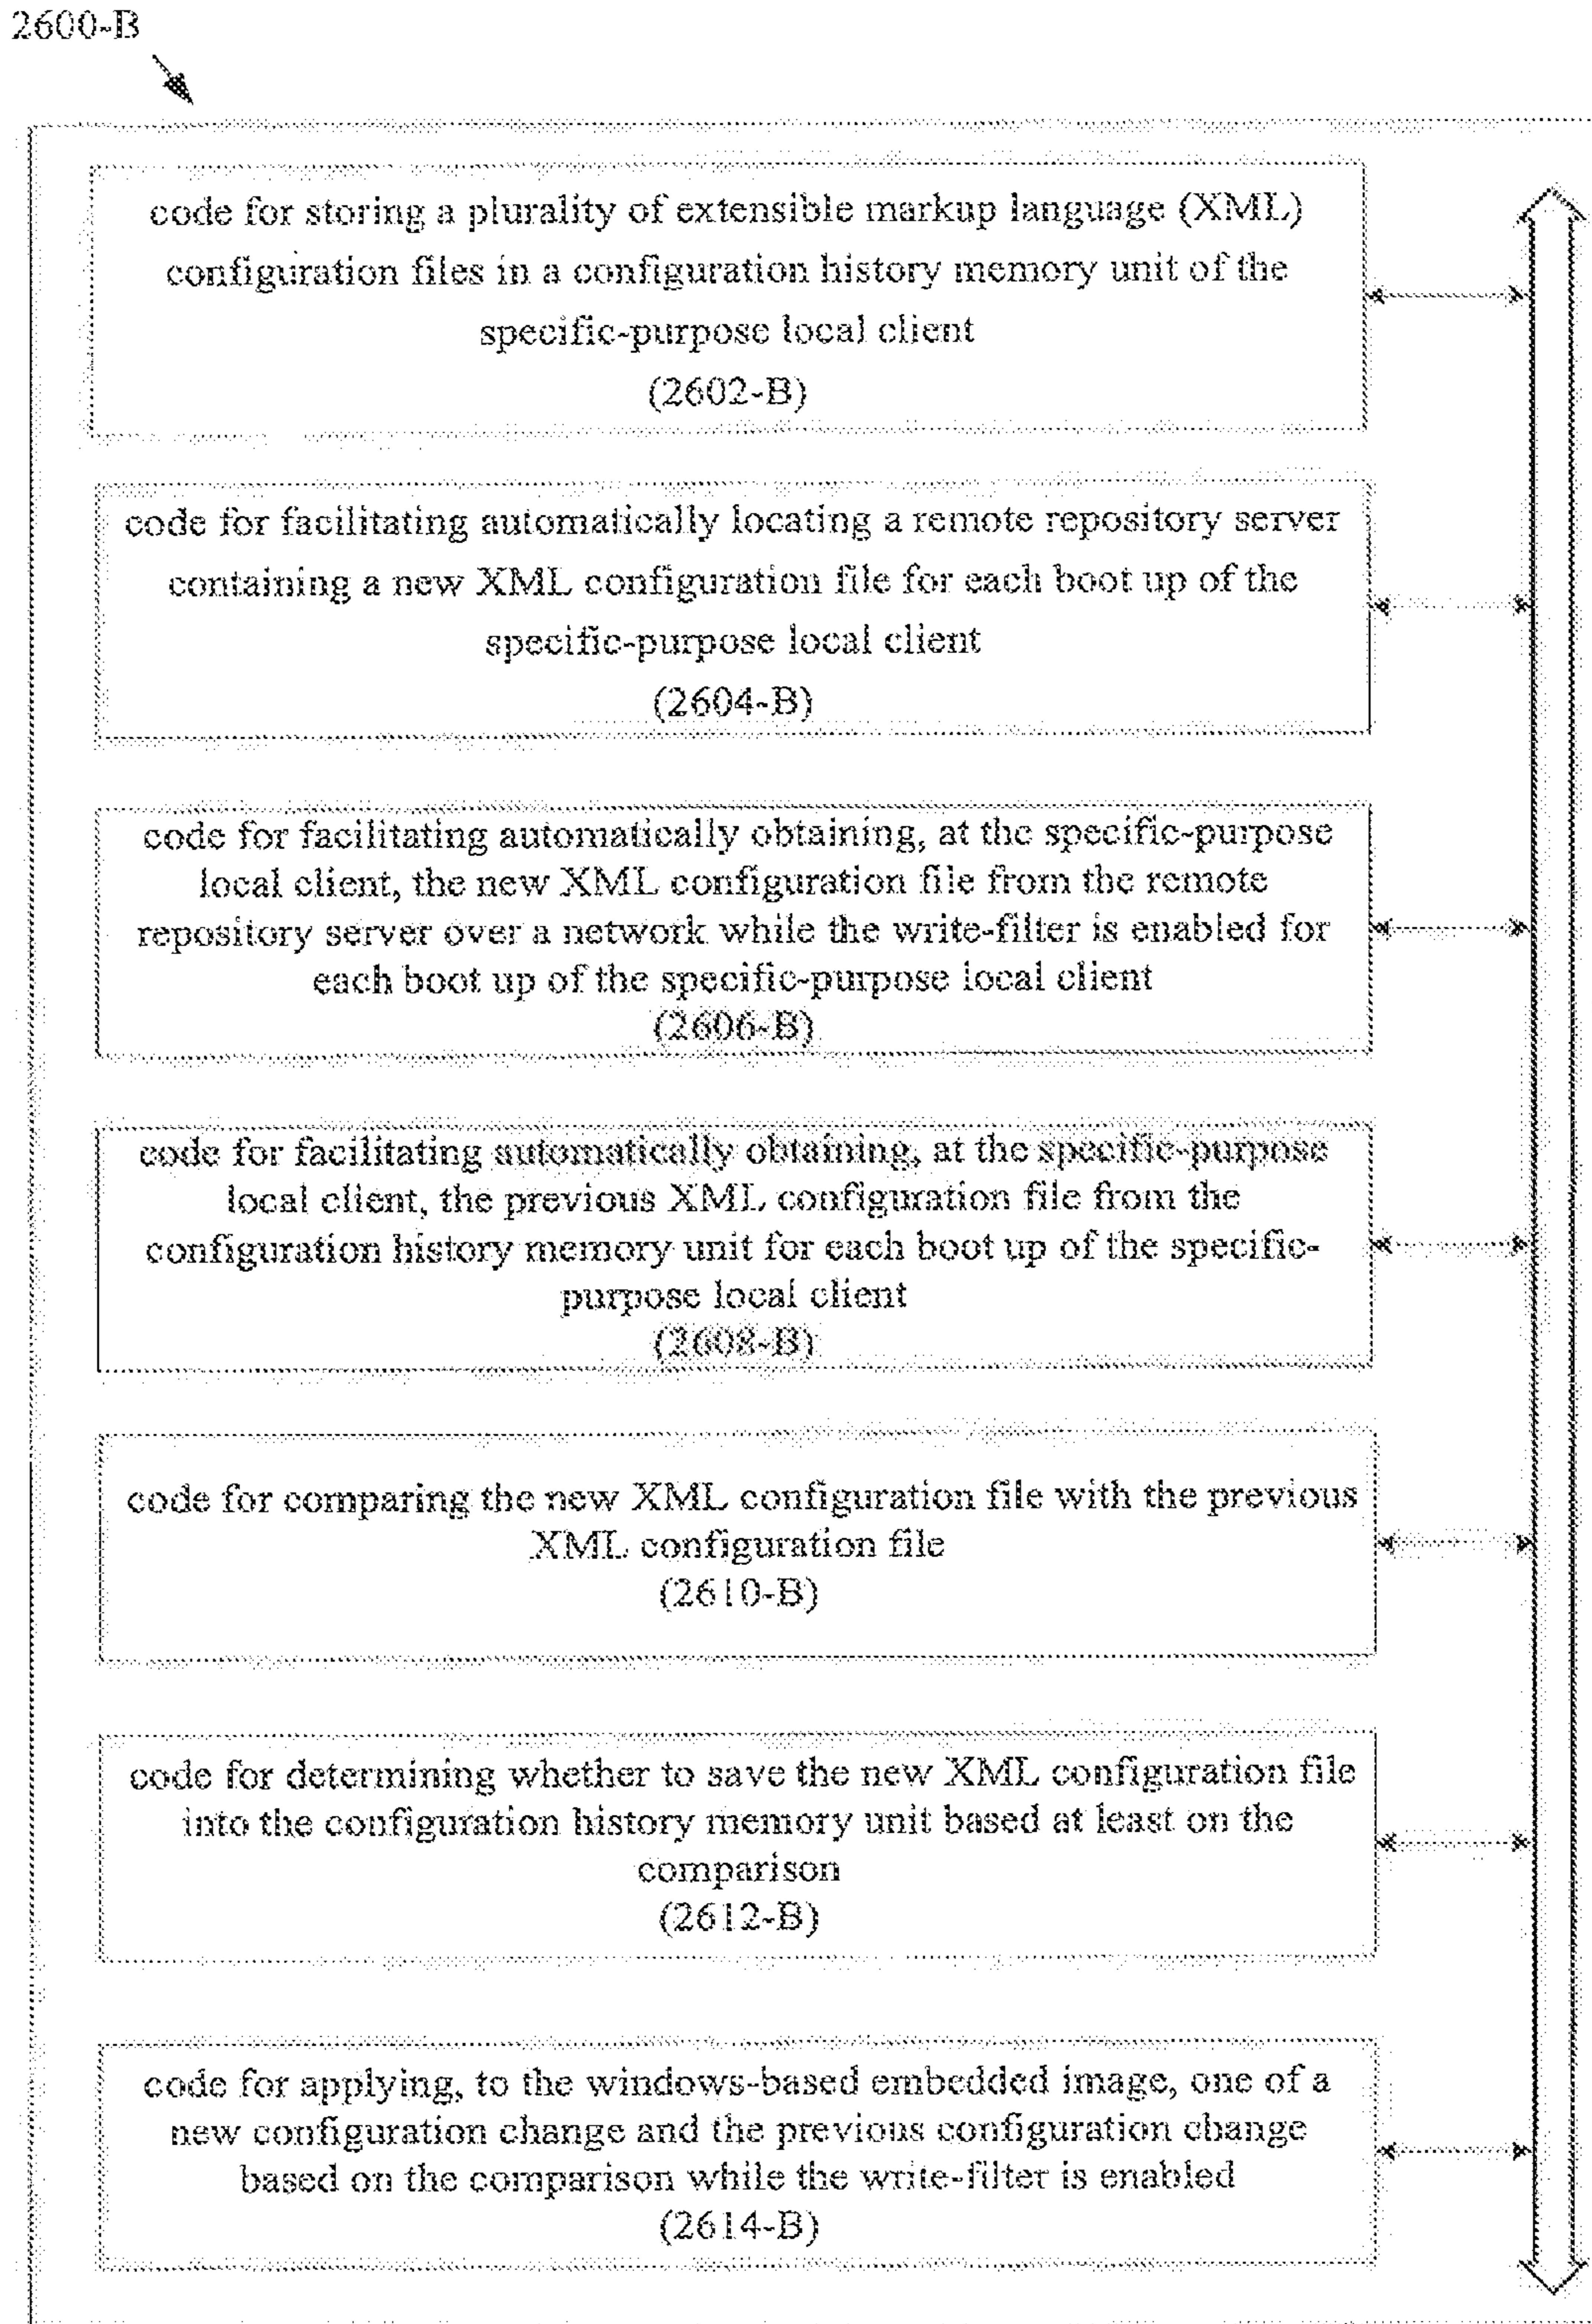 2600-B
code for storing a plurality of extensible markup language (XML)
configuration files in a configuration history memory unit of the
specific-purpose local client
(2602-B)
code for facilitating automatically locating a remote repository server
containing a new XML configuration file for each boot up of the
specific-purpose local client
(2604-B)
code for facilitating automatically obtaining, at the specific-purpose
local client, the new XML configuration file from the remote
repository server over a network while the write-filter is enabled for
each boot up of the specific-purpose local client
(2606-B)
code for facilitating automatically obtaining, at the specific-purpose
local client, the previous XML configuration file from the
configuration history memory unit for each boot up of the specific-
purpose local client
(2608-B)
code for comparing the new XML configuration file with the previous
XML configuration file
(2610-B)
code for determining whether to save the new XML configuration file
into the configuration history memory unit based at least on the
comparison
(2612-B)
code for applying, to the windows-based embedded image, one of a
new configuration change and the previous configuration change
based on the comparison while the write-filter is enabled
(2614-B)